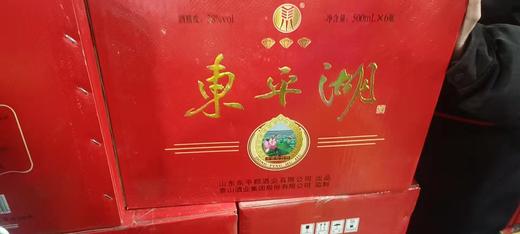 酒精度：28%vol
净含量：500mL×6瓶
東平湖
山东东平湖酒业有限公司 出品
泰山酒业集团股份有限公司 监制